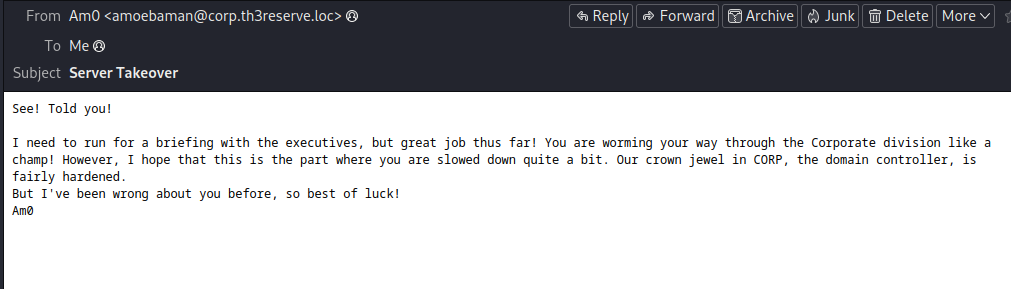 From Am0 <amoebaman@corp.th3reserve.loc> Reply Forward Archive Junk Delete More
To Me
Subject Server Takeover
See! Told you!
I need to run for a briefing with the executives, but great job thus far! You are worming your way through the Corporate division like a
champ! However, I hope that this is the part where you are slowed down quite a bit. Our crown jewel in CORP, the domain controller, is
fairly hardened.
But I've been wrong about you before, so best of luck!
Am0